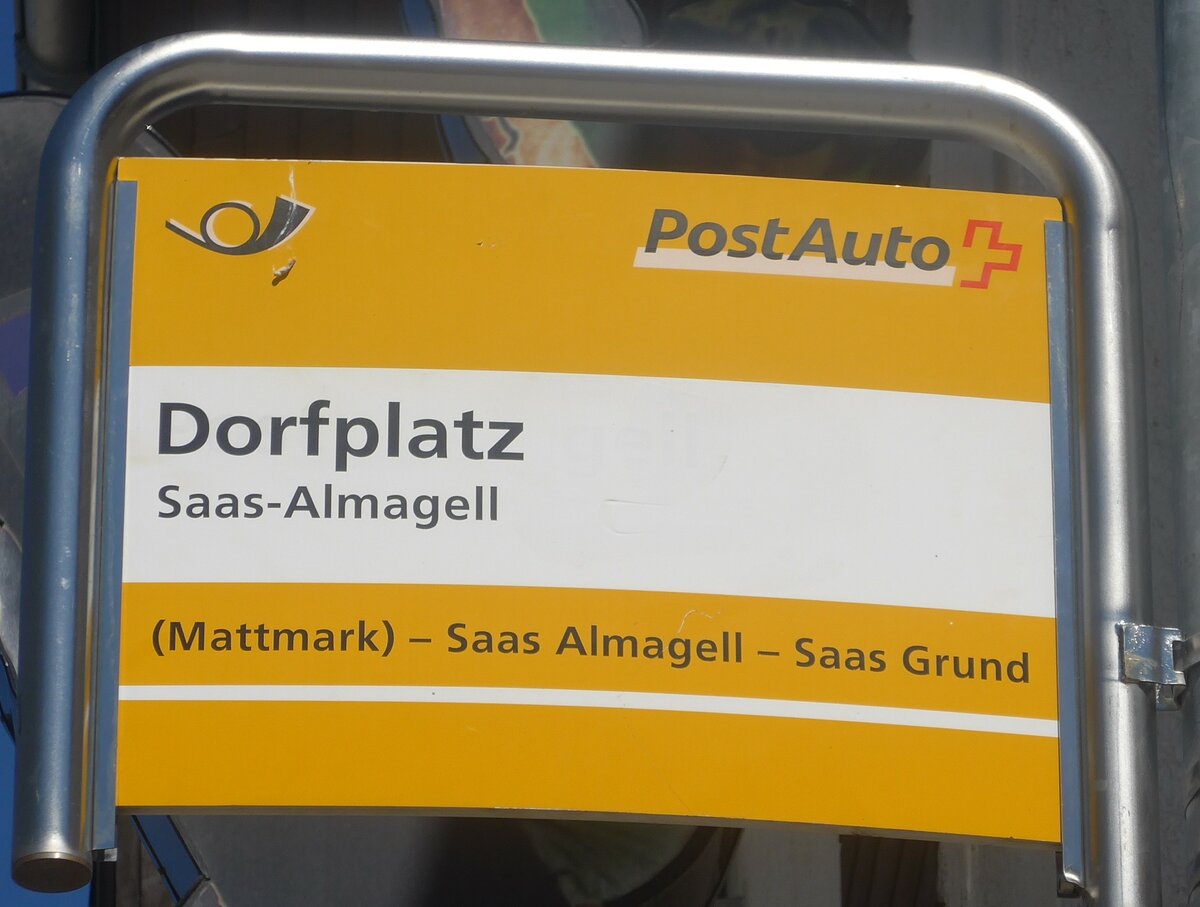 PostAuto
Dorfplatz
Saas-Almagell
(Mattmark) – Saas Almagell – Saas Grund